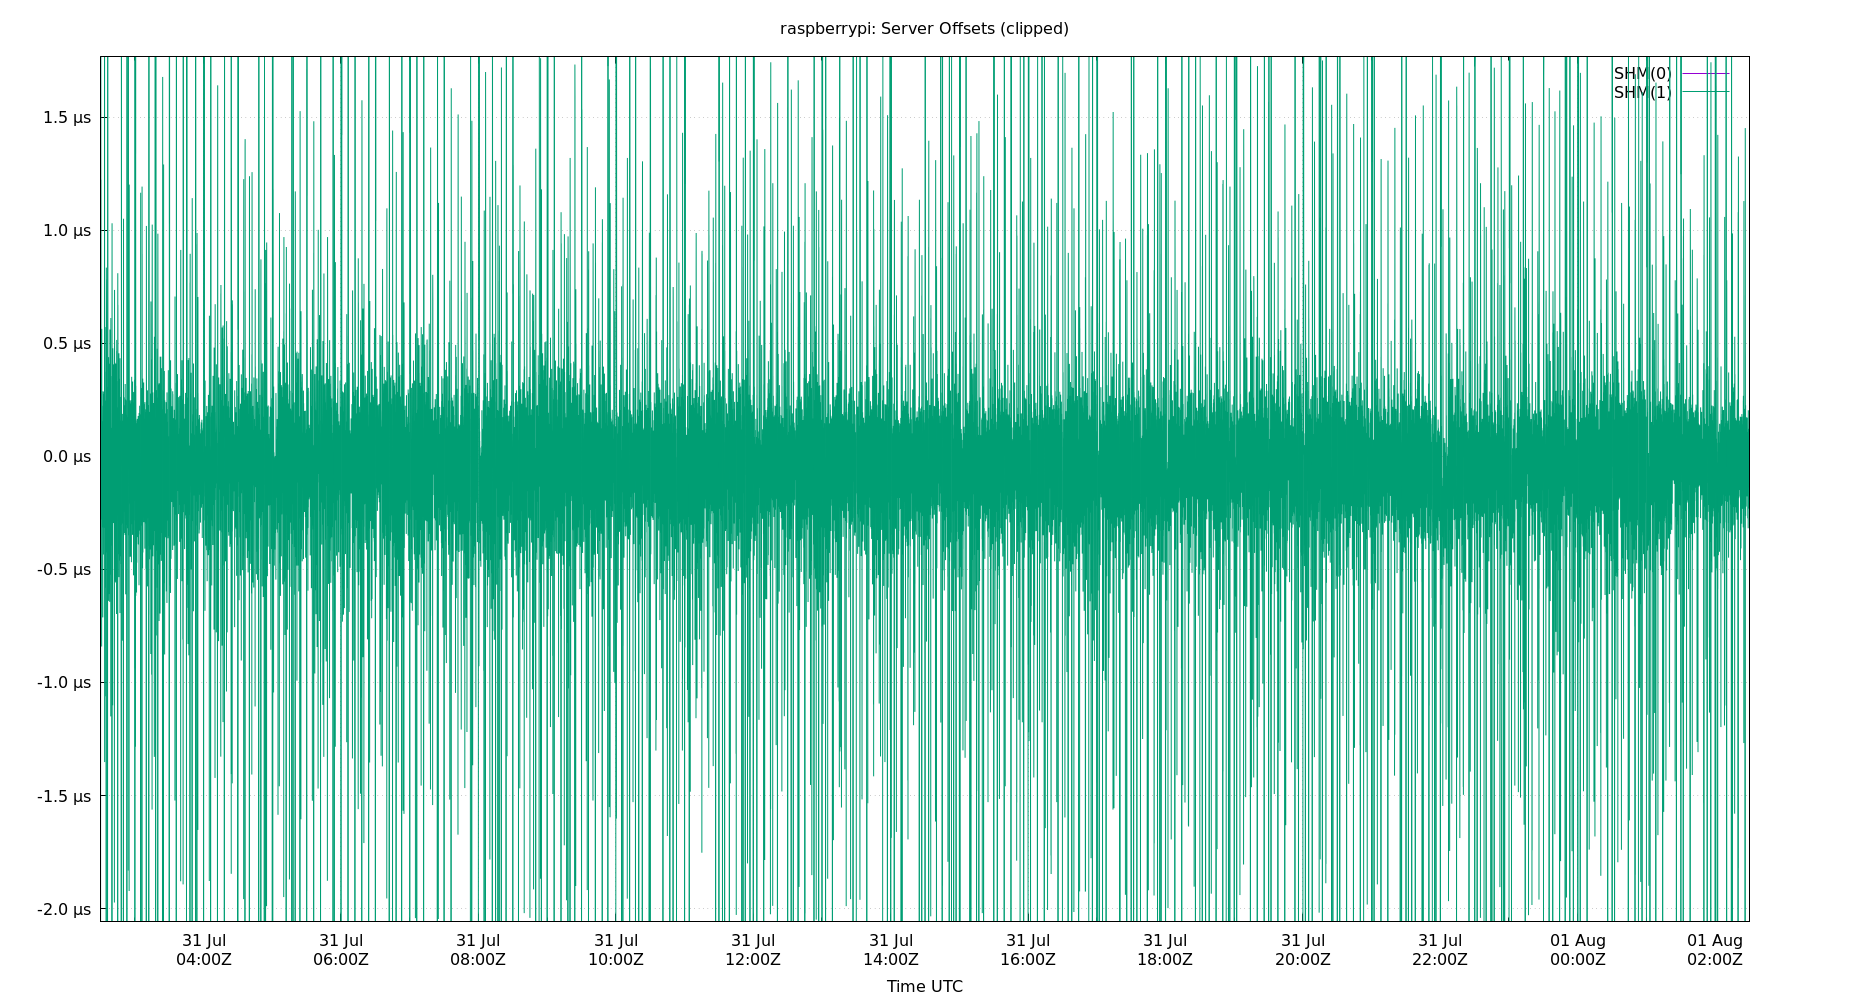 raspberrypi: Server Offsets (clipped)
SHM(0)
SHM(1)
1.5 µs
1.0 µs
0.5 µs
0.0 µs
-0.5 µs
-1.0 µs
-1.5 µs
-2.0 µs
31 Jul 31 Jul 31 Jul 31 Jul 31 Jul 31 Jul 31 Jul 31 Jul 31 Jul 31 Jul 01 Aug 01 Aug
04:00Z 06:00Z 08:00Z 10:00Z 12:00Z 14:00Z 16:00Z 18:00Z 20:00Z 22:00Z 00:00Z 02:00Z
Time UTC